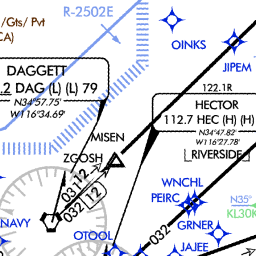 R-2502E
/Gts/ Pvt
CA)
OINKS
JIPEM
DAGGETT
.2 DAG (L) (L) 79
N34°57.75'
W116°34.69'
122.1R
HECTOR
112.7 HEC (H) (H)
N34°47.82'
W116°27.78'
RIVERSIDE
MISEN
ZGOSH
03112
032 12
WNCHL
PEIRC
N35°
KL30K
NAVY
OTOOL
032
GRNER
JAJEE